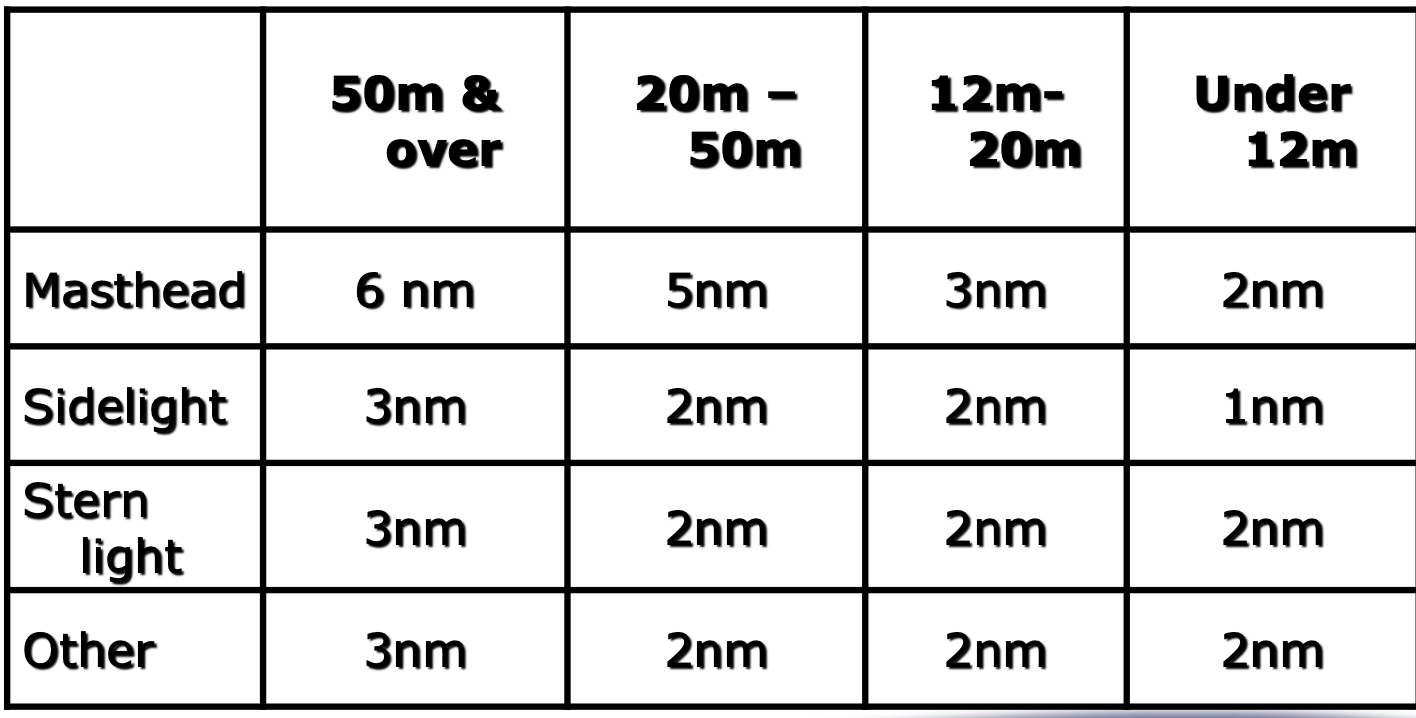 50m &
over
20m –
50m
12m-
20m
Under
12m
Masthead 6 nm 5nm 3nm 2nm
Sidelight 3nm 2nm 2nm 1nm
Stern
light 3nm 2nm 2nm 2nm
Other 3nm 2nm 2nm 2nm